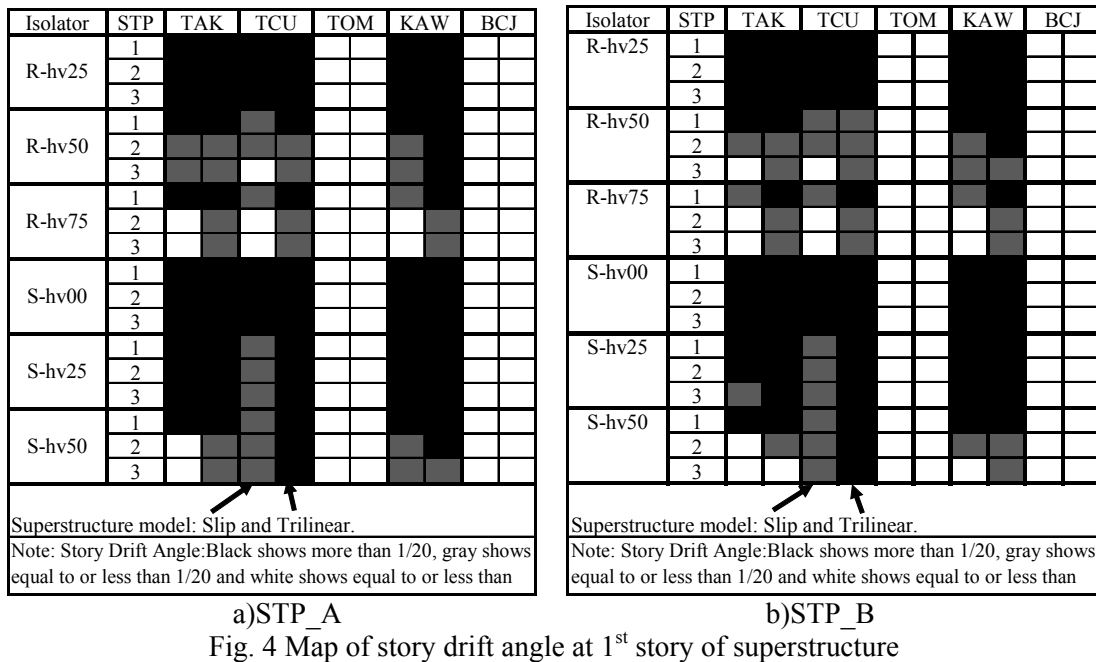 Isolator STP TAK TCU TOM KAW BCJ
R-hv25 1
2
3
R-hv50 1
2
3
R-hv75 1
2
3
S-hv00 1
2
3
S-hv25 1
2
3
S-hv50 1
2
3
Superstructure model: Slip and Trilinear.
Note: Story Drift Angle:Black shows more than 1/20, gray shows
equal to or less than 1/20 and white shows equal to or less than
a)STP_A
Isolator STP TAK TCU TOM KAW BCJ
R-hv25 1
2
3
R-hv50 1
2
3
R-hv75 1
2
3
S-hv00 1
2
3
S-hv25 1
2
3
S-hv50 1
2
3
Superstructure model: Slip and Trilinear.
Note: Story Drift Angle:Black shows more than 1/20, gray shows
equal to or less than 1/20 and white shows equal to or less than
b)STP_B
Fig. 4 Map of story drift angle at 1st story of superstructure